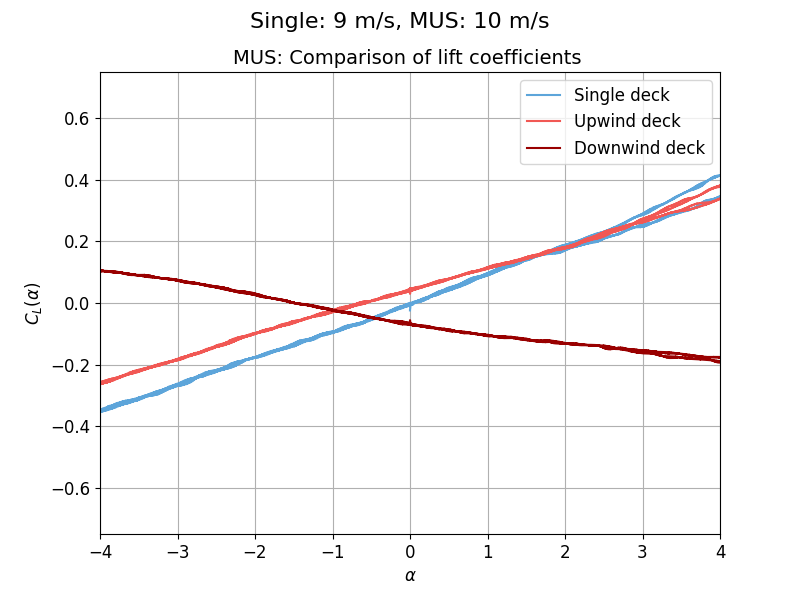 Single: 9 m/s, MUS: 10 m/s
MUS: Comparison of lift coefficients
Single deck
Upwind deck
Downwind deck
0.6
0.4
0.2
0.0
−0.2
−0.4
−0.6
C_L(α)
−4 −3 −2 −1 0 1 2 3 4
α